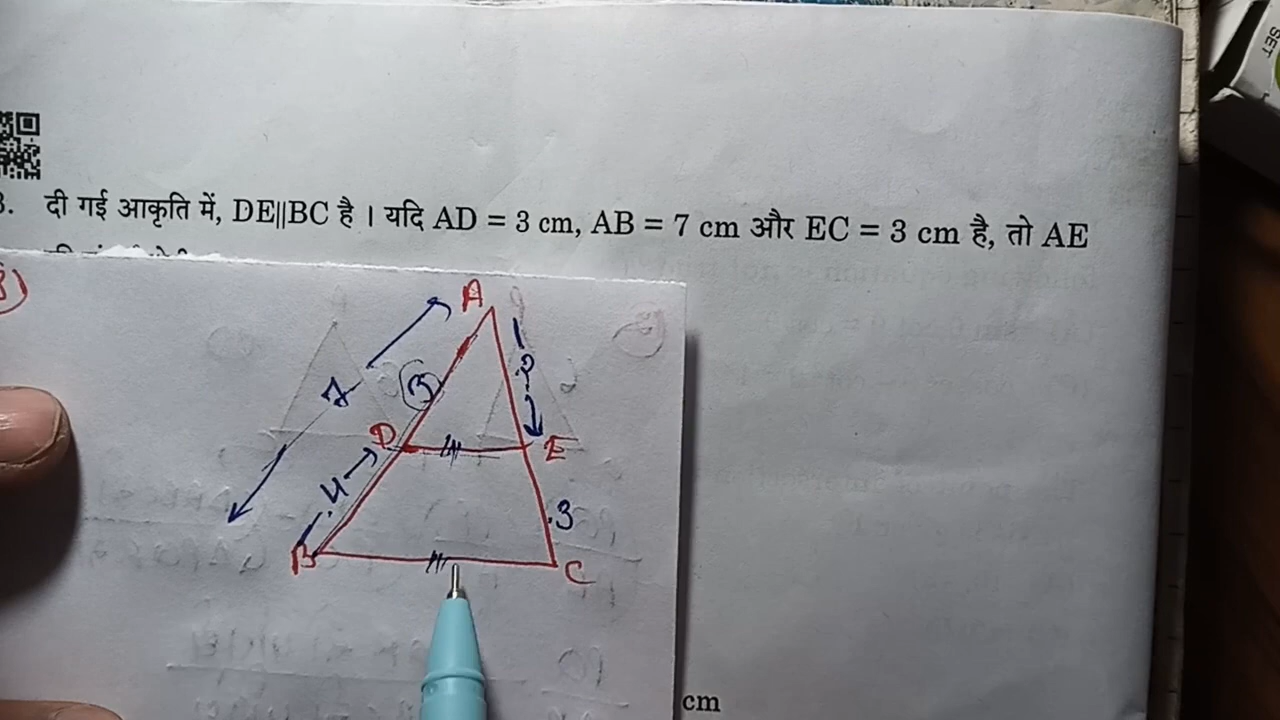 3. दी गई आकृति में, DE||BC है । यदि AD = 3 cm, AB = 7 cm और EC = 3 cm है, तो AE
A
7
3
?
D
E
4
3
B
C
cm
SET